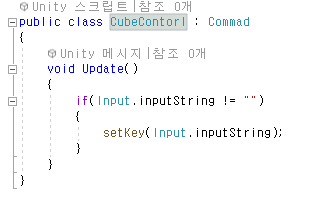 Unity 스크립트|참조 0개
public class CubeContorl : Commad
{
Unity 메시지|참조 0개
void Update()
{
if(Input.inputString != "")
{
setKey(Input.inputString);
}
}
}